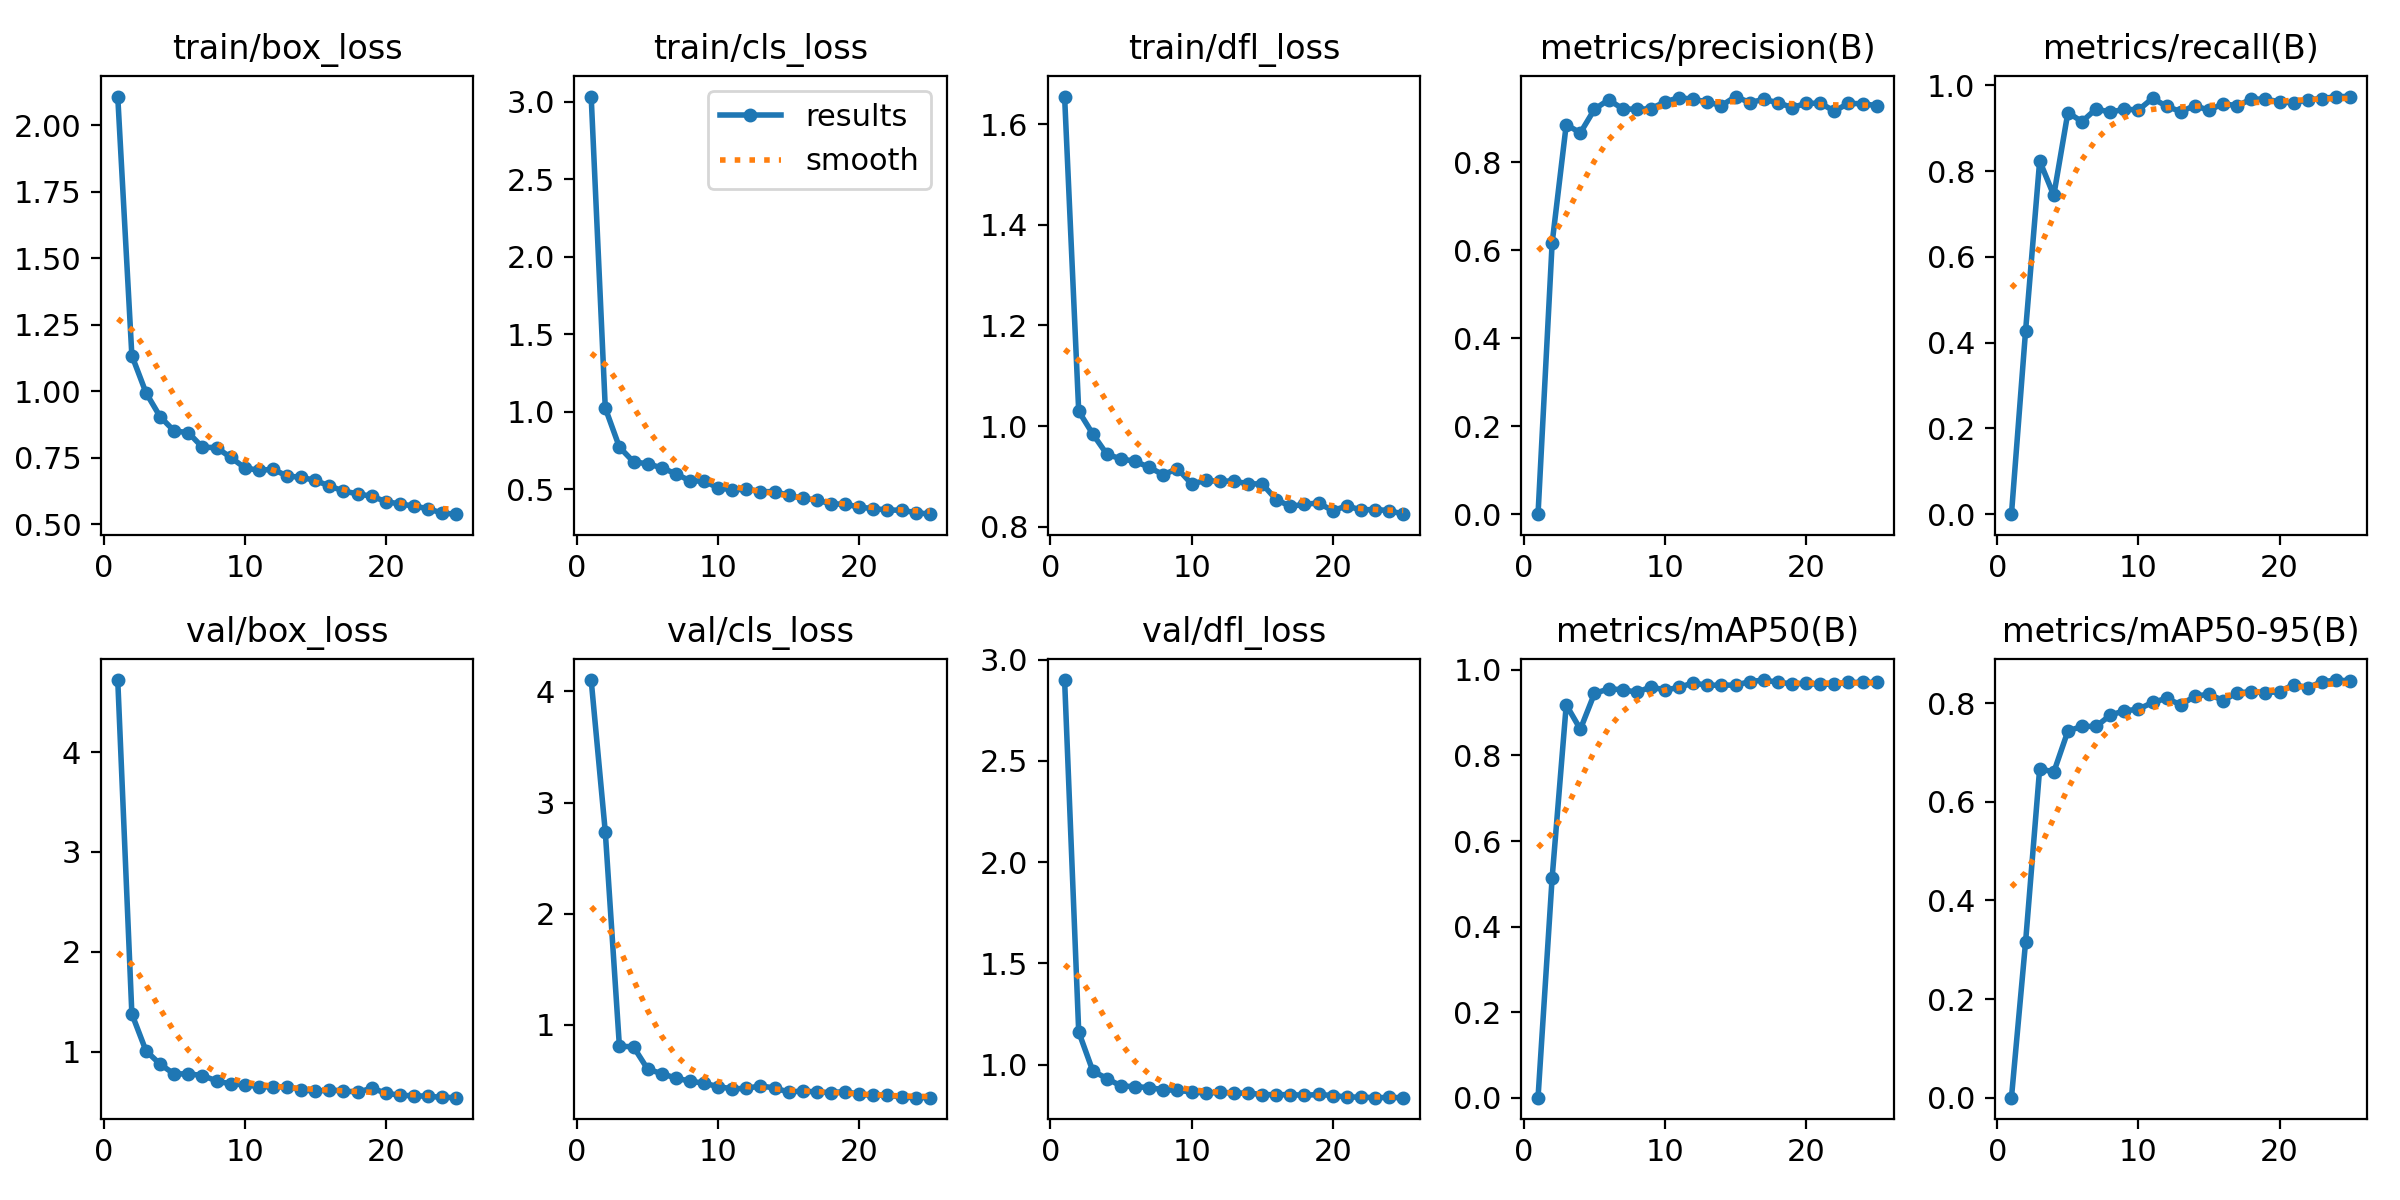 train/box_loss
2.00
1.75
1.50
1.25
1.00
0.75
0.50
0 10 20
train/cls_loss
results
smooth
3.0
2.5
2.0
1.5
1.0
0.5
0 10 20
train/dfl_loss
1.6
1.4
1.2
1.0
0.8
0 10 20
metrics/precision(B)
0.8
0.6
0.4
0.2
0.0
0 10 20
metrics/recall(B)
1.0
0.8
0.6
0.4
0.2
0.0
0 10 20
val/box_loss
4
3
2
1
0 10 20
val/cls_loss
4
3
2
1
0 10 20
val/dfl_loss
3.0
2.5
2.0
1.5
1.0
0 10 20
metrics/mAP50(B)
1.0
0.8
0.6
0.4
0.2
0.0
0 10 20
metrics/mAP50-95(B)
0.8
0.6
0.4
0.2
0.0
0 10 20